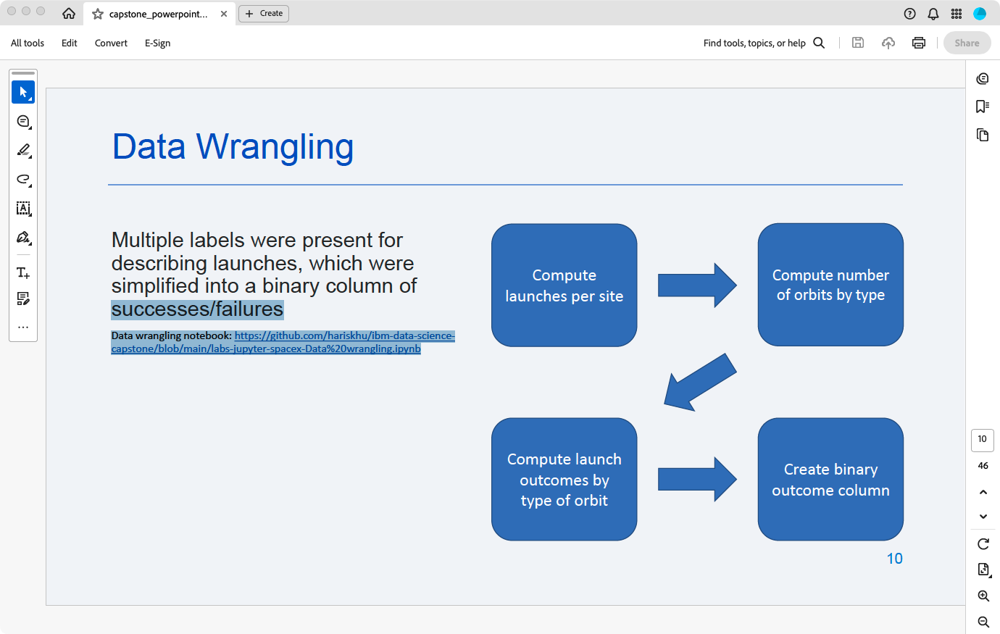 capstone_powerpoint...
Create
All tools
Edit
Convert
E-Sign
Find tools, topics, or help
Share
Data Wrangling
Multiple labels were present for
describing launches, which were
simplified into a binary column of
successes/failures
Data wrangling notebook: https://github.com/hariskhu/ibm-data-science-
capstone/blob/main/labs-jupyter-spacex-Data%20wrangling.ipynb
Compute
launches per site
Compute number
of orbits by type
Compute launch
outcomes by
type of orbit
Create binary
outcome column
10
10
46